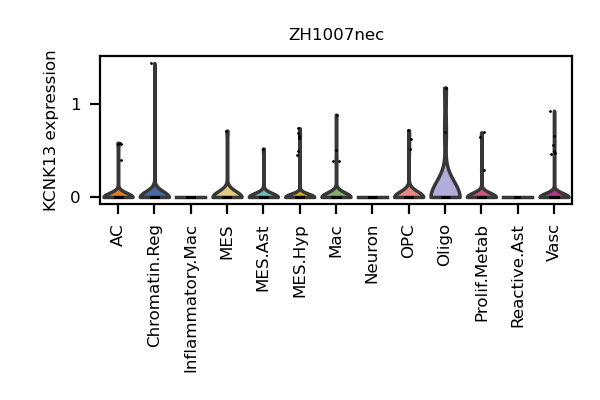 ZH1007nec
KCNK13 expression
1
0
AC
Chromatin.Reg
Inflammatory.Mac
MES
MES.Ast
MES.Hyp
Mac
Neuron
OPC
Oligo
Prolif.Metab
Reactive.Ast
Vasc